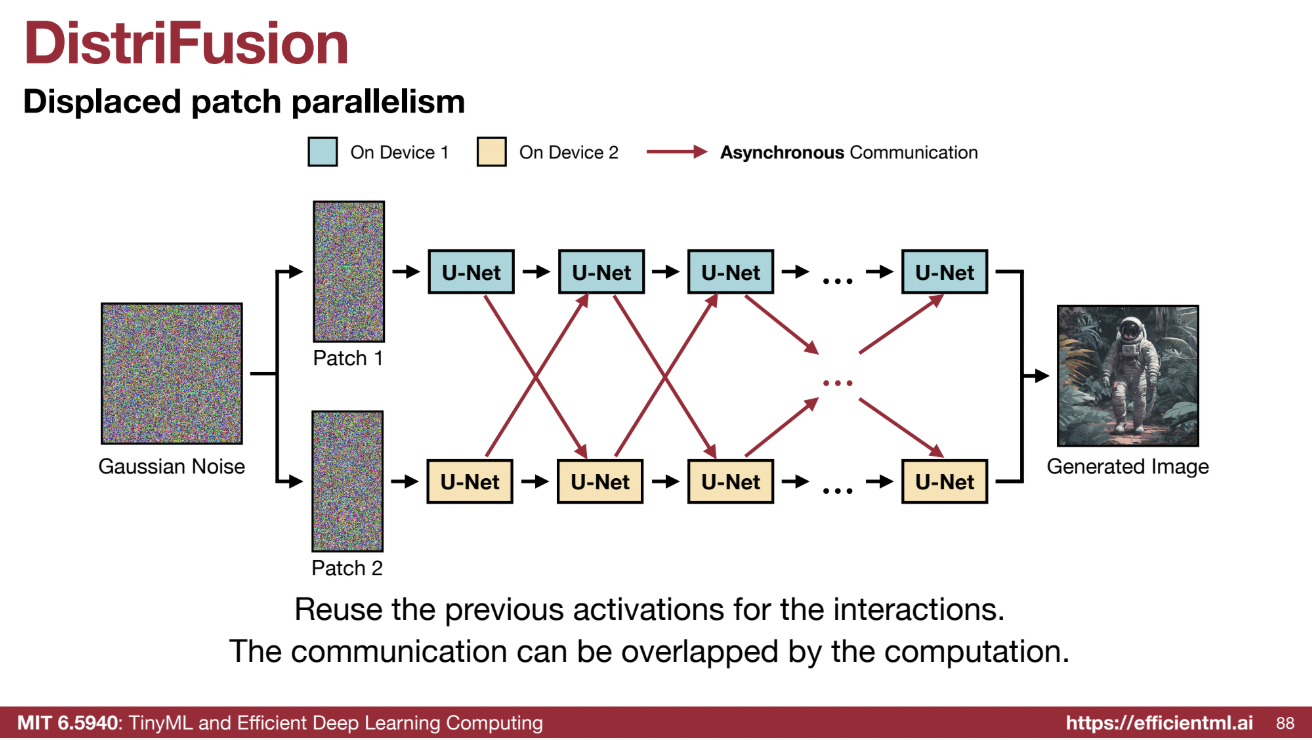 DistriFusion
Displaced patch parallelism
On Device 1
On Device 2
Asynchronous Communication
Patch 1
U-Net
U-Net
U-Net
...
U-Net
...
Gaussian Noise
Generated Image
U-Net
U-Net
U-Net
...
U-Net
Patch 2
Reuse the previous activations for the interactions.
The communication can be overlapped by the computation.
MIT 6.5940: TinyML and Efficient Deep Learning Computing
https://efficientml.ai
88